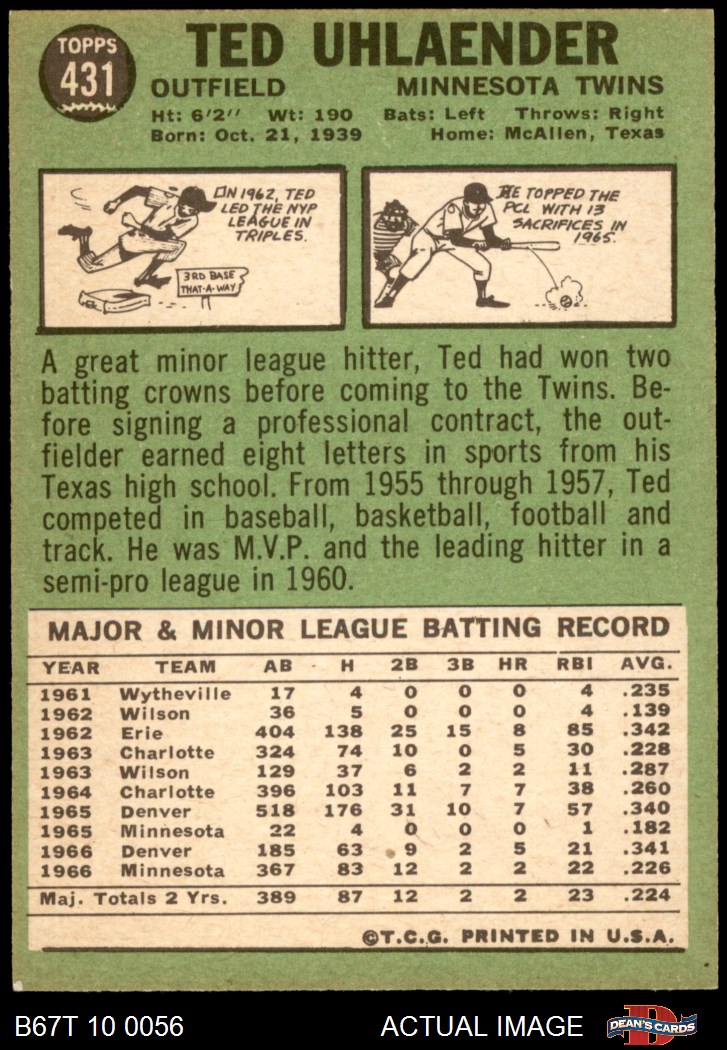 TOPPS
431
TED UHLAENDER
OUTFIELD MINNESOTA TWINS
Ht: 6'2" Wt: 190 Bats: Left Throws: Right
Born: Oct. 21, 1939 Home: McAllen, Texas
IN 1962, TED
LED THE NYP
LEAGUE IN
TRIPLES.
3RD BASE
THAT-A-WAY
HE TOPPED THE
PCL WITH 13
SACRIFICES IN
1965.
A great minor league hitter, Ted had won two
batting crowns before coming to the Twins. Be-
fore signing a professional contract, the out-
fielder earned eight letters in sports from his
Texas high school. From 1955 through 1957, Ted
competed in baseball, basketball, football and
track. He was M.V.P. and the leading hitter in a
semi-pro league in 1960.
MAJOR & MINOR LEAGUE BATTING RECORD
YEAR TEAM AB H 2B 3B HR RBI AVG.
1961 Wytheville 17 4 0 0 0 4 .235
1962 Wilson 36 5 0 0 0 4 .139
1962 Erie 404 138 25 15 8 85 .342
1963 Charlotte 324 74 10 0 5 30 .228
1963 Wilson 129 37 6 2 2 11 .287
1964 Charlotte 396 103 11 7 7 38 .260
1965 Denver 518 176 31 10 7 57 .340
1965 Minnesota 22 4 0 0 0 1 .182
1966 Denver 185 63 9 2 5 21 .341
1966 Minnesota 367 83 12 2 2 22 .226
Maj. Totals 2 Yrs. 389 87 12 2 2 23 .224
©T.C.G. PRINTED IN U.S.A.
B67T 10 0056 ACTUAL IMAGE D DEAN'S CARDS